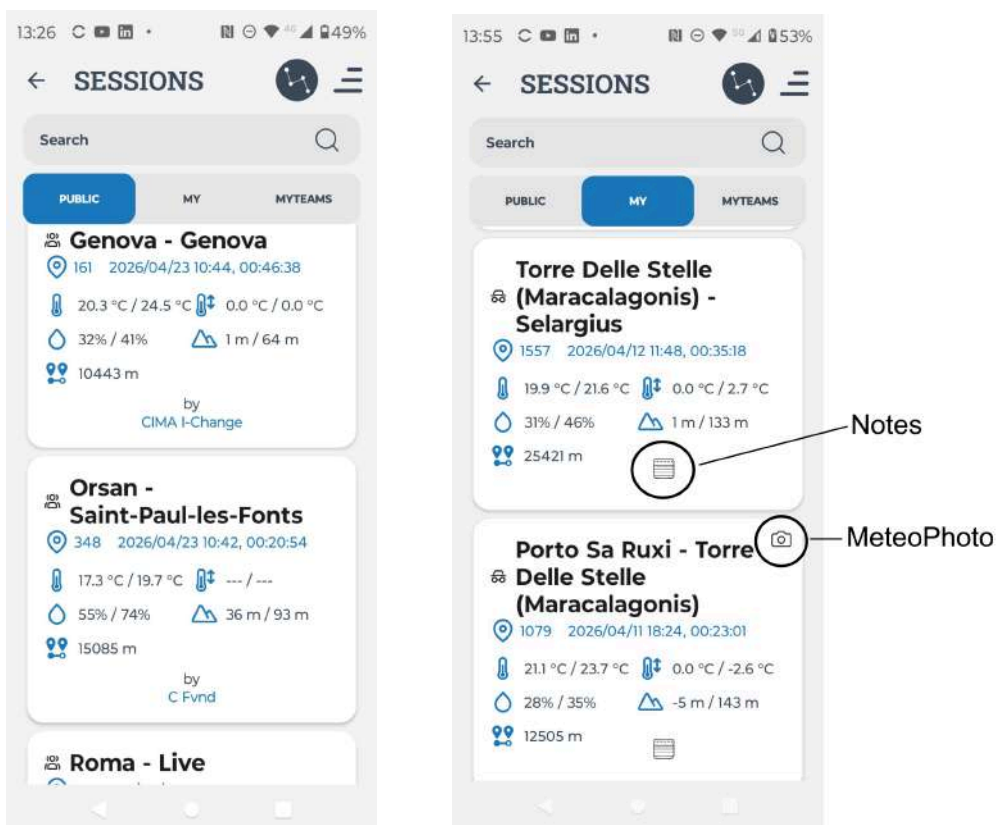 13:26
4G
49%
SESSIONS
Search
PUBLIC MY MYTEAMS
Genova - Genova
161 2026/04/23 10:44, 00:46:38
20.3 °C / 24.5 °C 0.0 °C / 0.0 °C
32% / 41% 1 m / 64 m
10443 m
by
CIMA I-Change
Orsan -
Saint-Paul-les-Fonts
348 2026/04/23 10:42, 00:20:54
17.3 °C / 19.7 °C --- / ---
55% / 74% 36 m / 93 m
15085 m
by
C Fvnd
Roma - Live
13:55
5G
53%
SESSIONS
Search
PUBLIC MY MYTEAMS
Torre Delle Stelle
(Maracalagonis) -
Selargius
1557 2026/04/12 11:48, 00:35:18
19.9 °C / 21.6 °C 0.0 °C / 2.7 °C
31% / 46% 1 m / 133 m
25421 m
Notes
MeteoPhoto
Porto Sa Ruxi - Torre
Delle Stelle
(Maracalagonis)
1079 2026/04/11 18:24, 00:23:01
21.1 °C / 23.7 °C 0.0 °C / -2.6 °C
28% / 35% -5 m / 143 m
12505 m